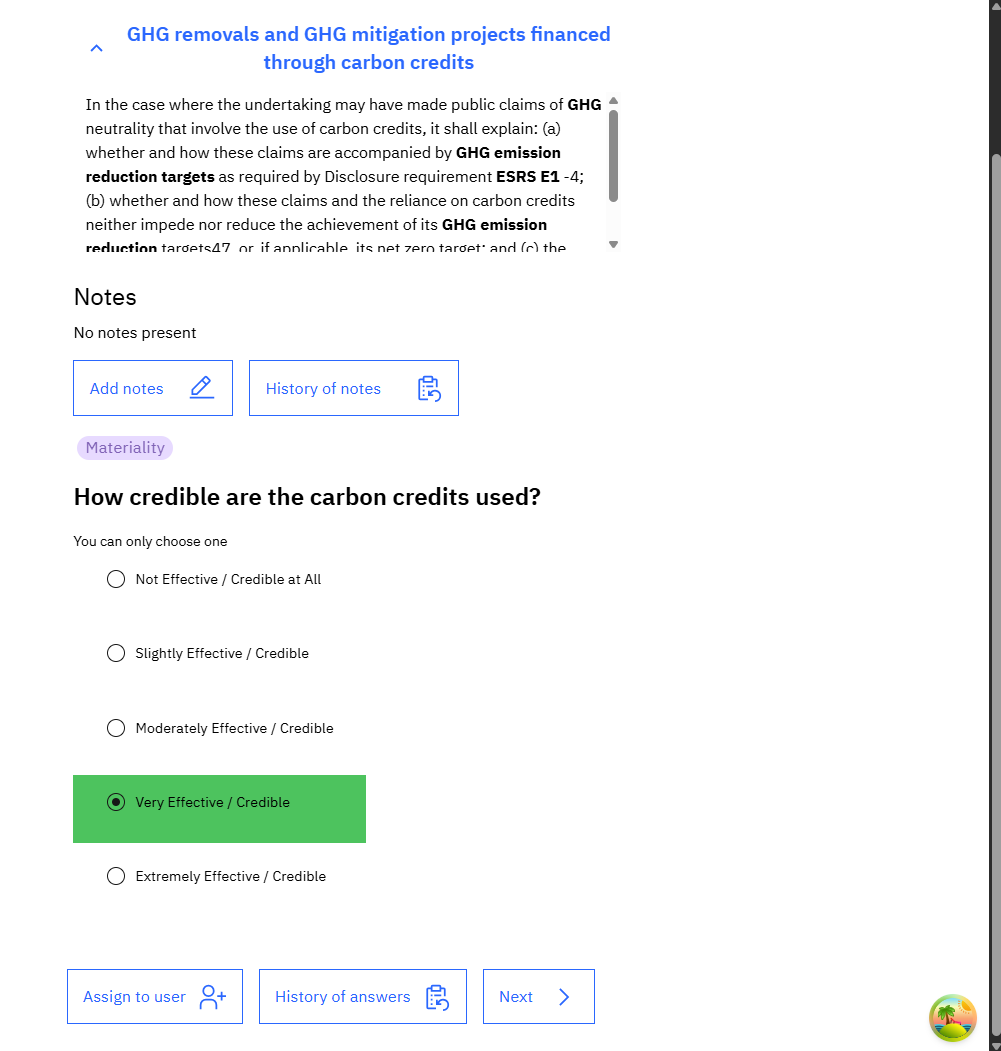 GHG removals and GHG mitigation projects financed
through carbon credits
In the case where the undertaking may have made public claims of GHG
neutrality that involve the use of carbon credits, it shall explain: (a)
whether and how these claims are accompanied by GHG emission
reduction targets as required by Disclosure requirement ESRS E1 -4;
(b) whether and how these claims and the reliance on carbon credits
neither impede nor reduce the achievement of its GHG emission
reduction targets47, or, if applicable, its net zero target; and (c) the
Notes
No notes present
Add notes
History of notes
Materiality
How credible are the carbon credits used?
You can only choose one
Not Effective / Credible at All
Slightly Effective / Credible
Moderately Effective / Credible
Very Effective / Credible
Extremely Effective / Credible
Assign to user
History of answers
Next